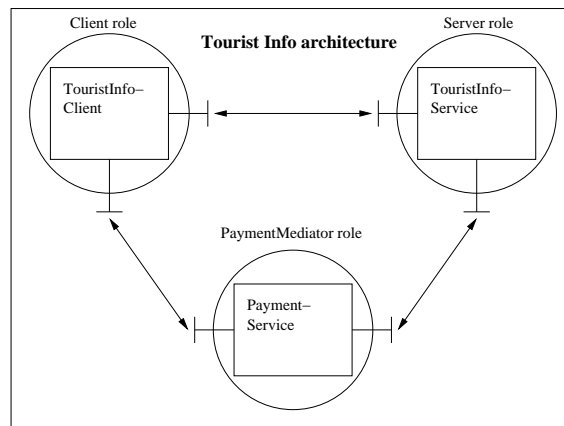 Client role
Server role
Tourist Info architecture
TouristInfo–
Client
TouristInfo–
Service
PaymentMediator role
Payment–
Service